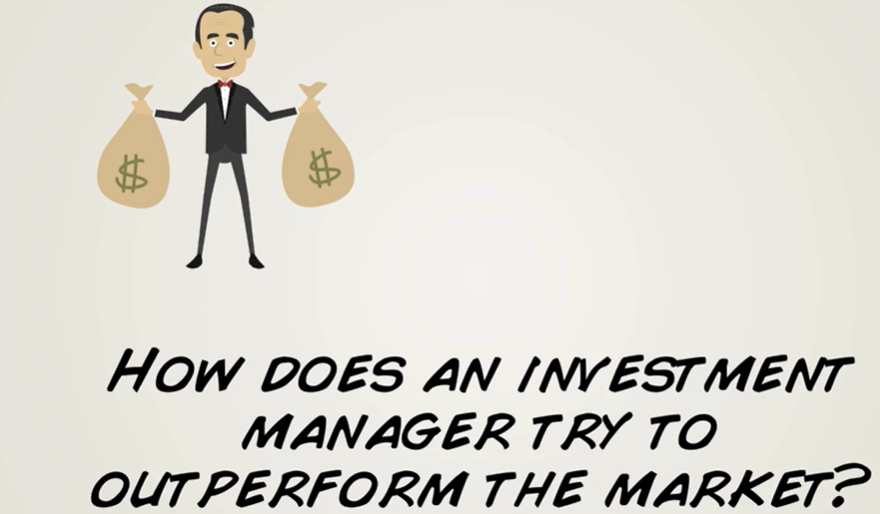 $ $
How does an investment
manager try to
outperform the market?